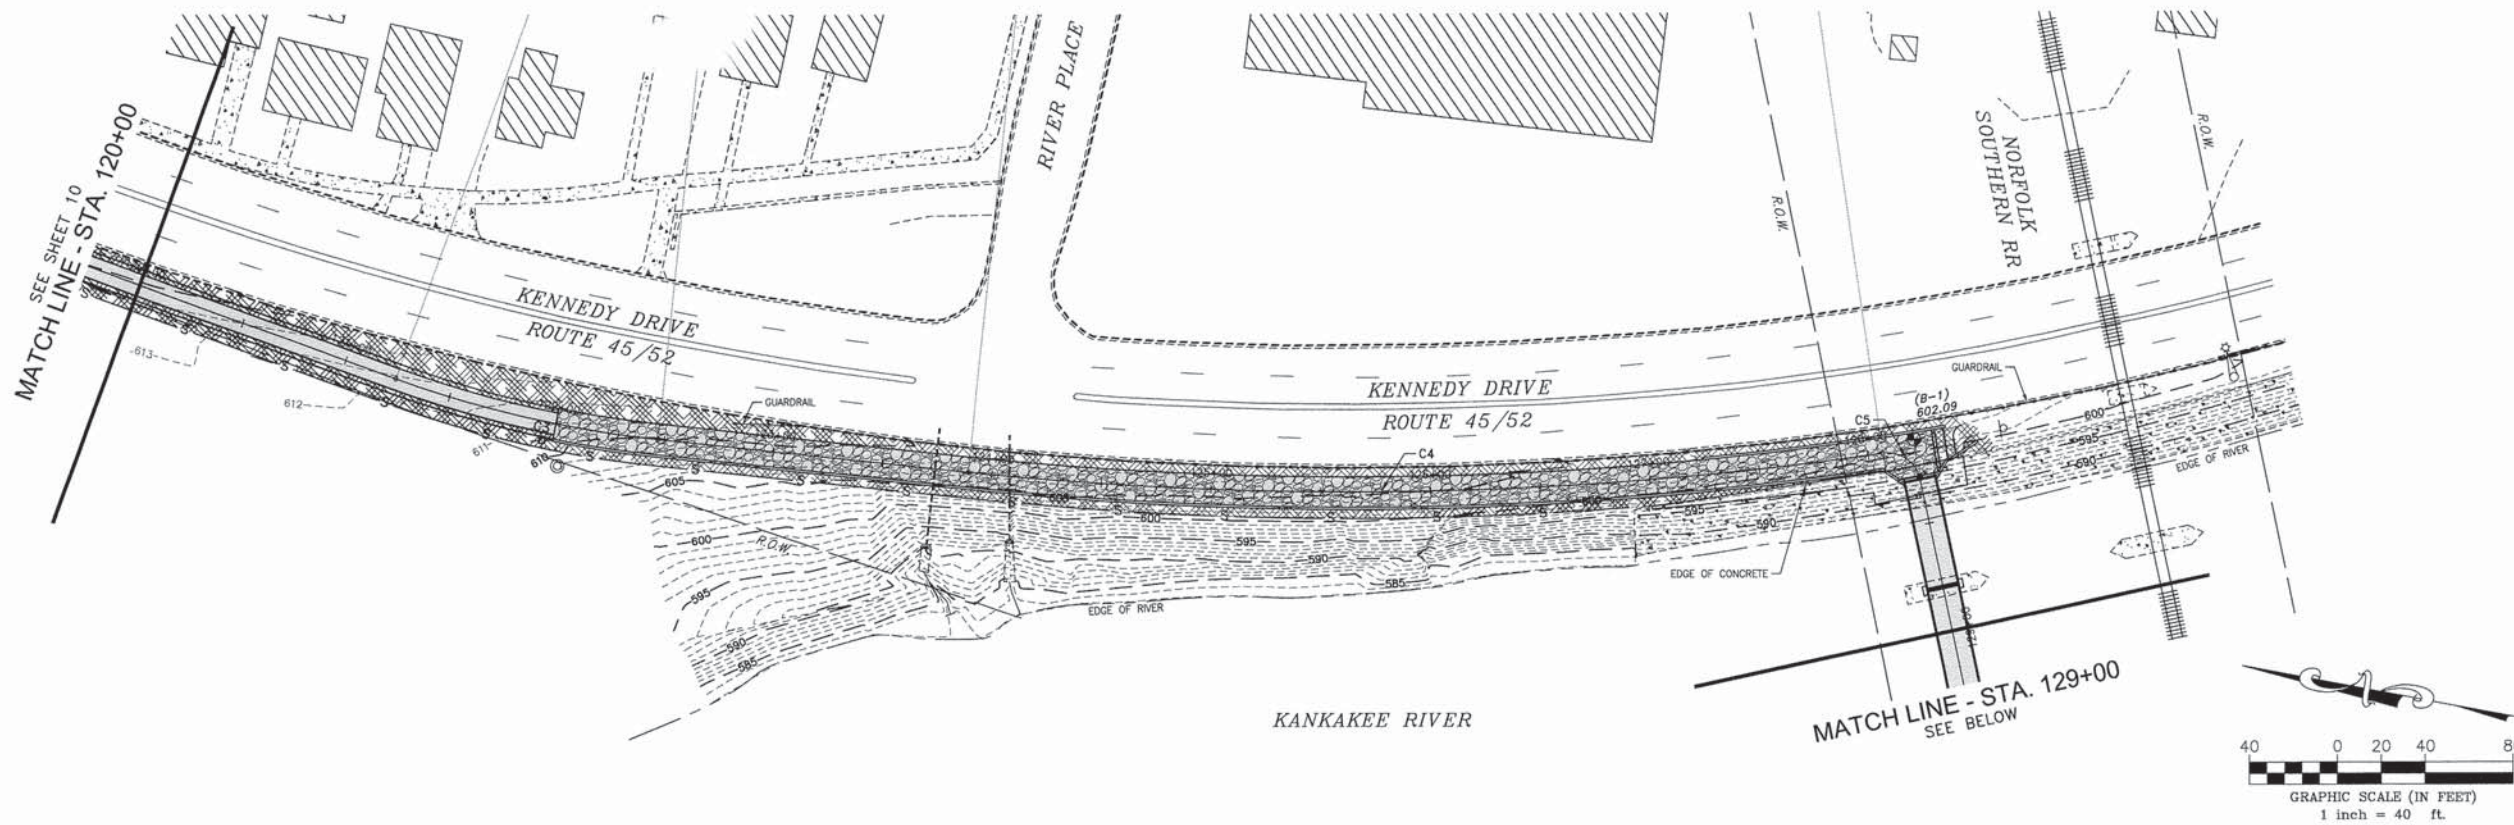 SEE SHEET 10
MATCH LINE - STA. 120+00
RIVER PLACE
NORFOLK
SOUTHERN RR
R.O.W.
R.O.W.
KENNEDY DRIVE
ROUTE 45/52
KENNEDY DRIVE
ROUTE 45/52
GUARDRAIL
GUARDRAIL
(B-1)
602.09
C5
C4
613
612
611
610
605
600
595
590
585
R.O.W.
605
600
595
590
585
600
595
590
600
595
590
EDGE OF RIVER
EDGE OF RIVER
EDGE OF CONCRETE
KANKAKEE RIVER
MATCH LINE - STA. 129+00
SEE BELOW
40 0 20 40 8
GRAPHIC SCALE (IN FEET)
1 inch = 40 ft.